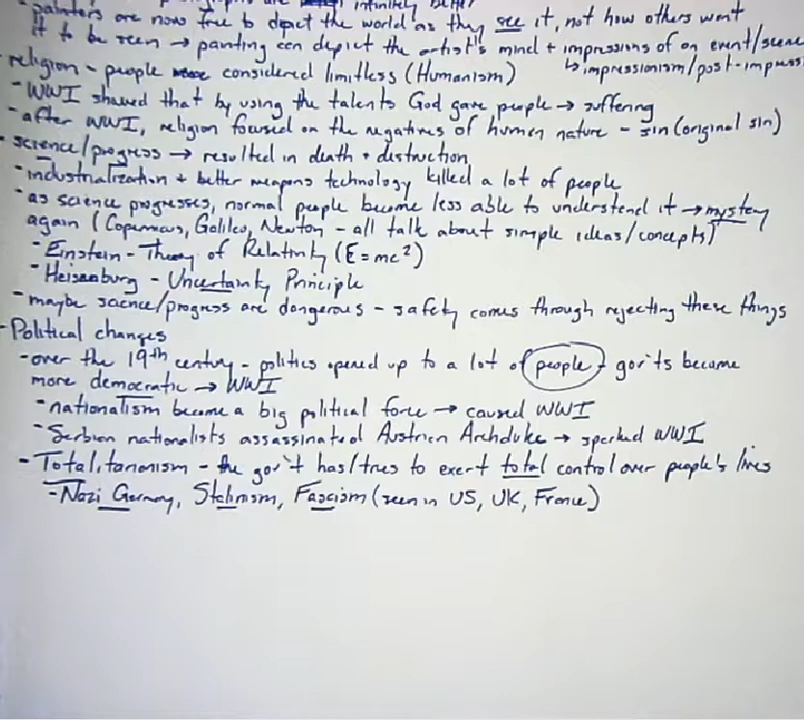 infinitely better
- painters are now free to depict the world as they see it, not how others want
it to be seen → painting can depict the artist's mind + impressions of an event/scene
↳ impressionism/post-impress
- religion - people considered limitless (Humanism)
- WWI showed that by using the talents God gave people → suffering
- after WWI, religion focused on the negatives of human nature - sin (original sin)
- science/progress → resulted in death + destruction
- industrialization + better weapons technology killed a lot of people
- as science progresses, normal people become less able to understand it → mystery
again (Copernicus, Galileo, Newton - all talk about simple ideas/concepts)
- Einstein - Theory of Relativity (E=mc²)
- Heisenburg - Uncertainty Principle
- maybe science/progress are dangerous - safety comes through rejecting these things
- Political changes
- over the 19th century - politics opened up to a lot of people + gov'ts became
more democratic → WWI
- nationalism became a big political force → caused WWI
- Serbian nationalists assassinated Austrian Archduke → sparked WWI
- Totalitarianism - the gov't has/tries to exert total control over people's lives
- Nazi Germany, Stalinism, Fascism (seen in US, UK, France)